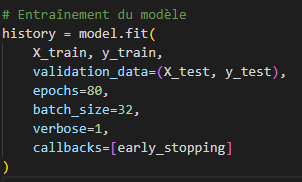 # Entraînement du modèle
history = model.fit(
    X_train, y_train,
    validation_data=(X_test, y_test),
    epochs=80,
    batch_size=32,
    verbose=1,
    callbacks=[early_stopping]
)